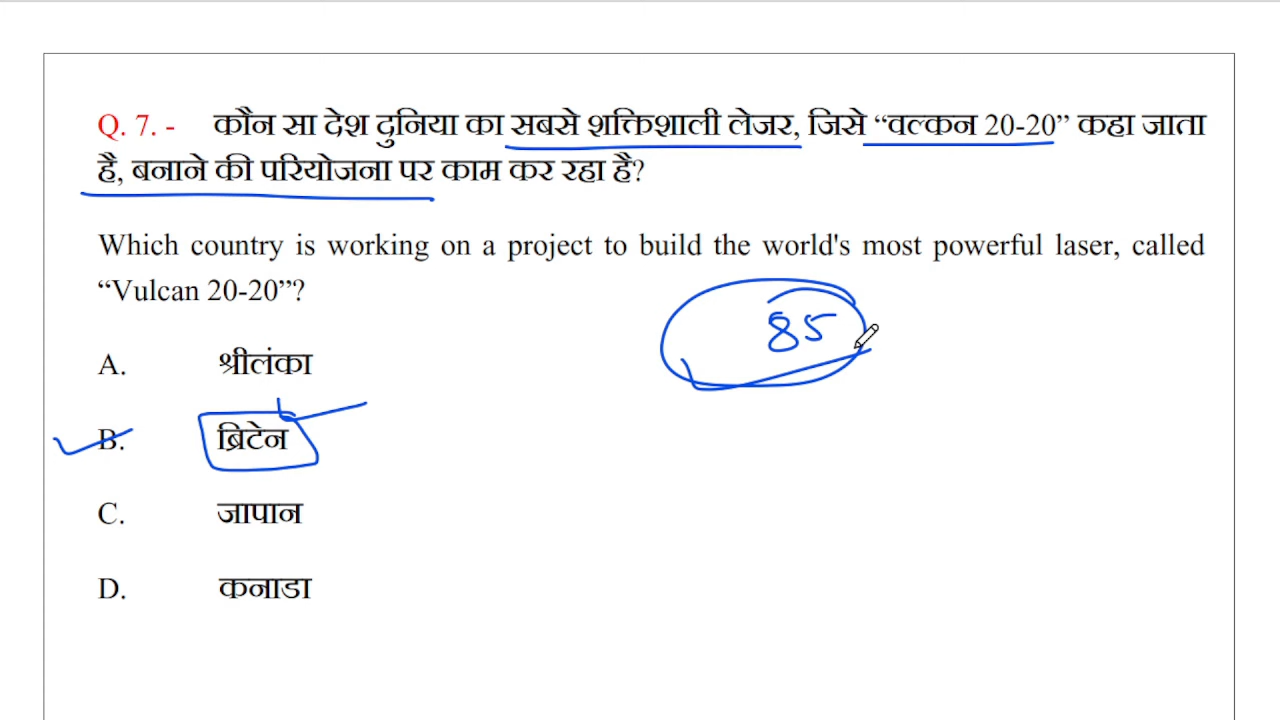 Q. 7. - कौन सा देश दुनिया का सबसे शक्तिशाली लेजर, जिसे “वल्कन 20-20” कहा जाता
है, बनाने की परियोजना पर काम कर रहा है?
Which country is working on a project to build the world's most powerful laser, called
“Vulcan 20-20”?
85
A. श्रीलंका
B. ब्रिटेन
C. जापान
D. कनाडा